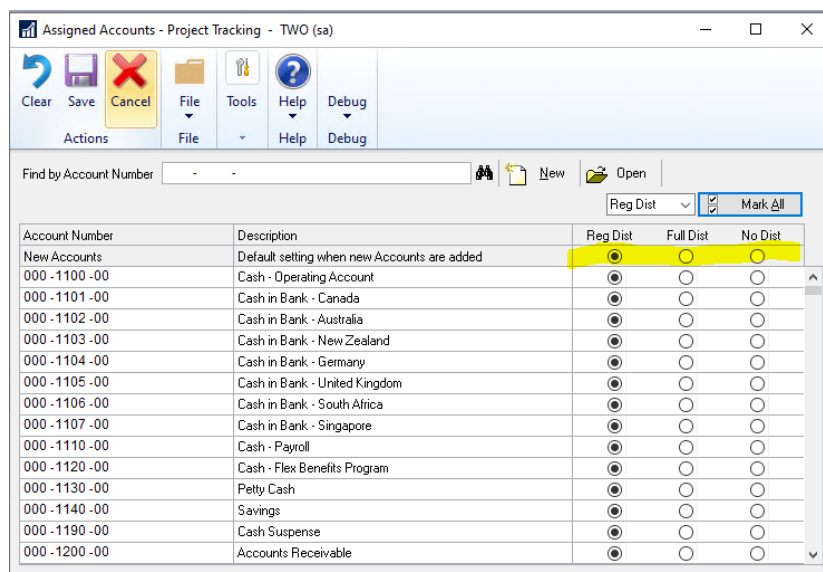 Assigned Accounts - Project Tracking - TWO (sa)
Clear Save Cancel File Tools Help Debug
Actions File Help Debug
Find by Account Number - - New Open
Reg Dist Mark All
Account Number Description Reg Dist Full Dist No Dist
New Accounts Default setting when new Accounts are added
000 -1100 -00 Cash - Operating Account
000 -1101 -00 Cash in Bank - Canada
000 -1102 -00 Cash in Bank - Australia
000 -1103 -00 Cash in Bank - New Zealand
000 -1104 -00 Cash in Bank - Germany
000 -1105 -00 Cash in Bank - United Kingdom
000 -1106 -00 Cash in Bank - South Africa
000 -1107 -00 Cash in Bank - Singapore
000 -1110 -00 Cash - Payroll
000 -1120 -00 Cash - Flex Benefits Program
000 -1130 -00 Petty Cash
000 -1140 -00 Savings
000 -1190 -00 Cash Suspense
000 -1200 -00 Accounts Receivable